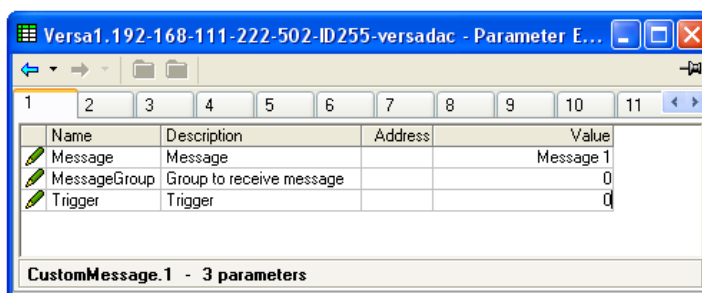 Versa1.192-168-111-222-502-ID255-versadac - Parameter E...
1 2 3 4 5 6 7 8 9 10 11
Name Description Address Value
Message Message Message 1
MessageGroup Group to receive message 0
Trigger Trigger 0
CustomMessage.1 - 3 parameters